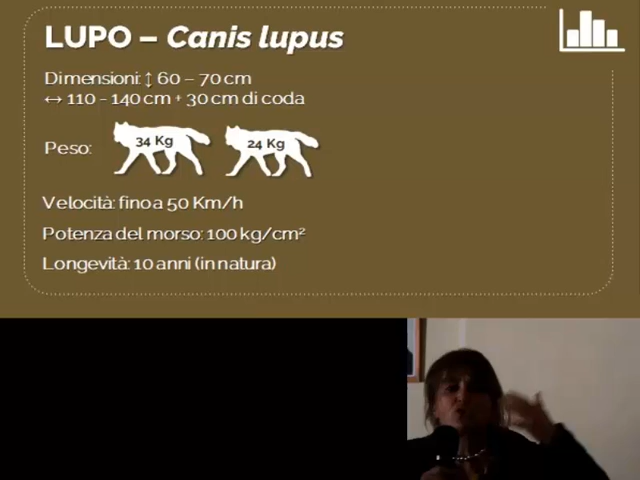 LUPO – Canis lupus
Dimensioni: ↕ 60 – 70 cm
↔ 110 - 140 cm + 30 cm di coda
Peso: 34 Kg 24 Kg
Velocità: fino a 50 Km/h
Potenza del morso: 100 kg/cm²
Longevità: 10 anni (in natura)